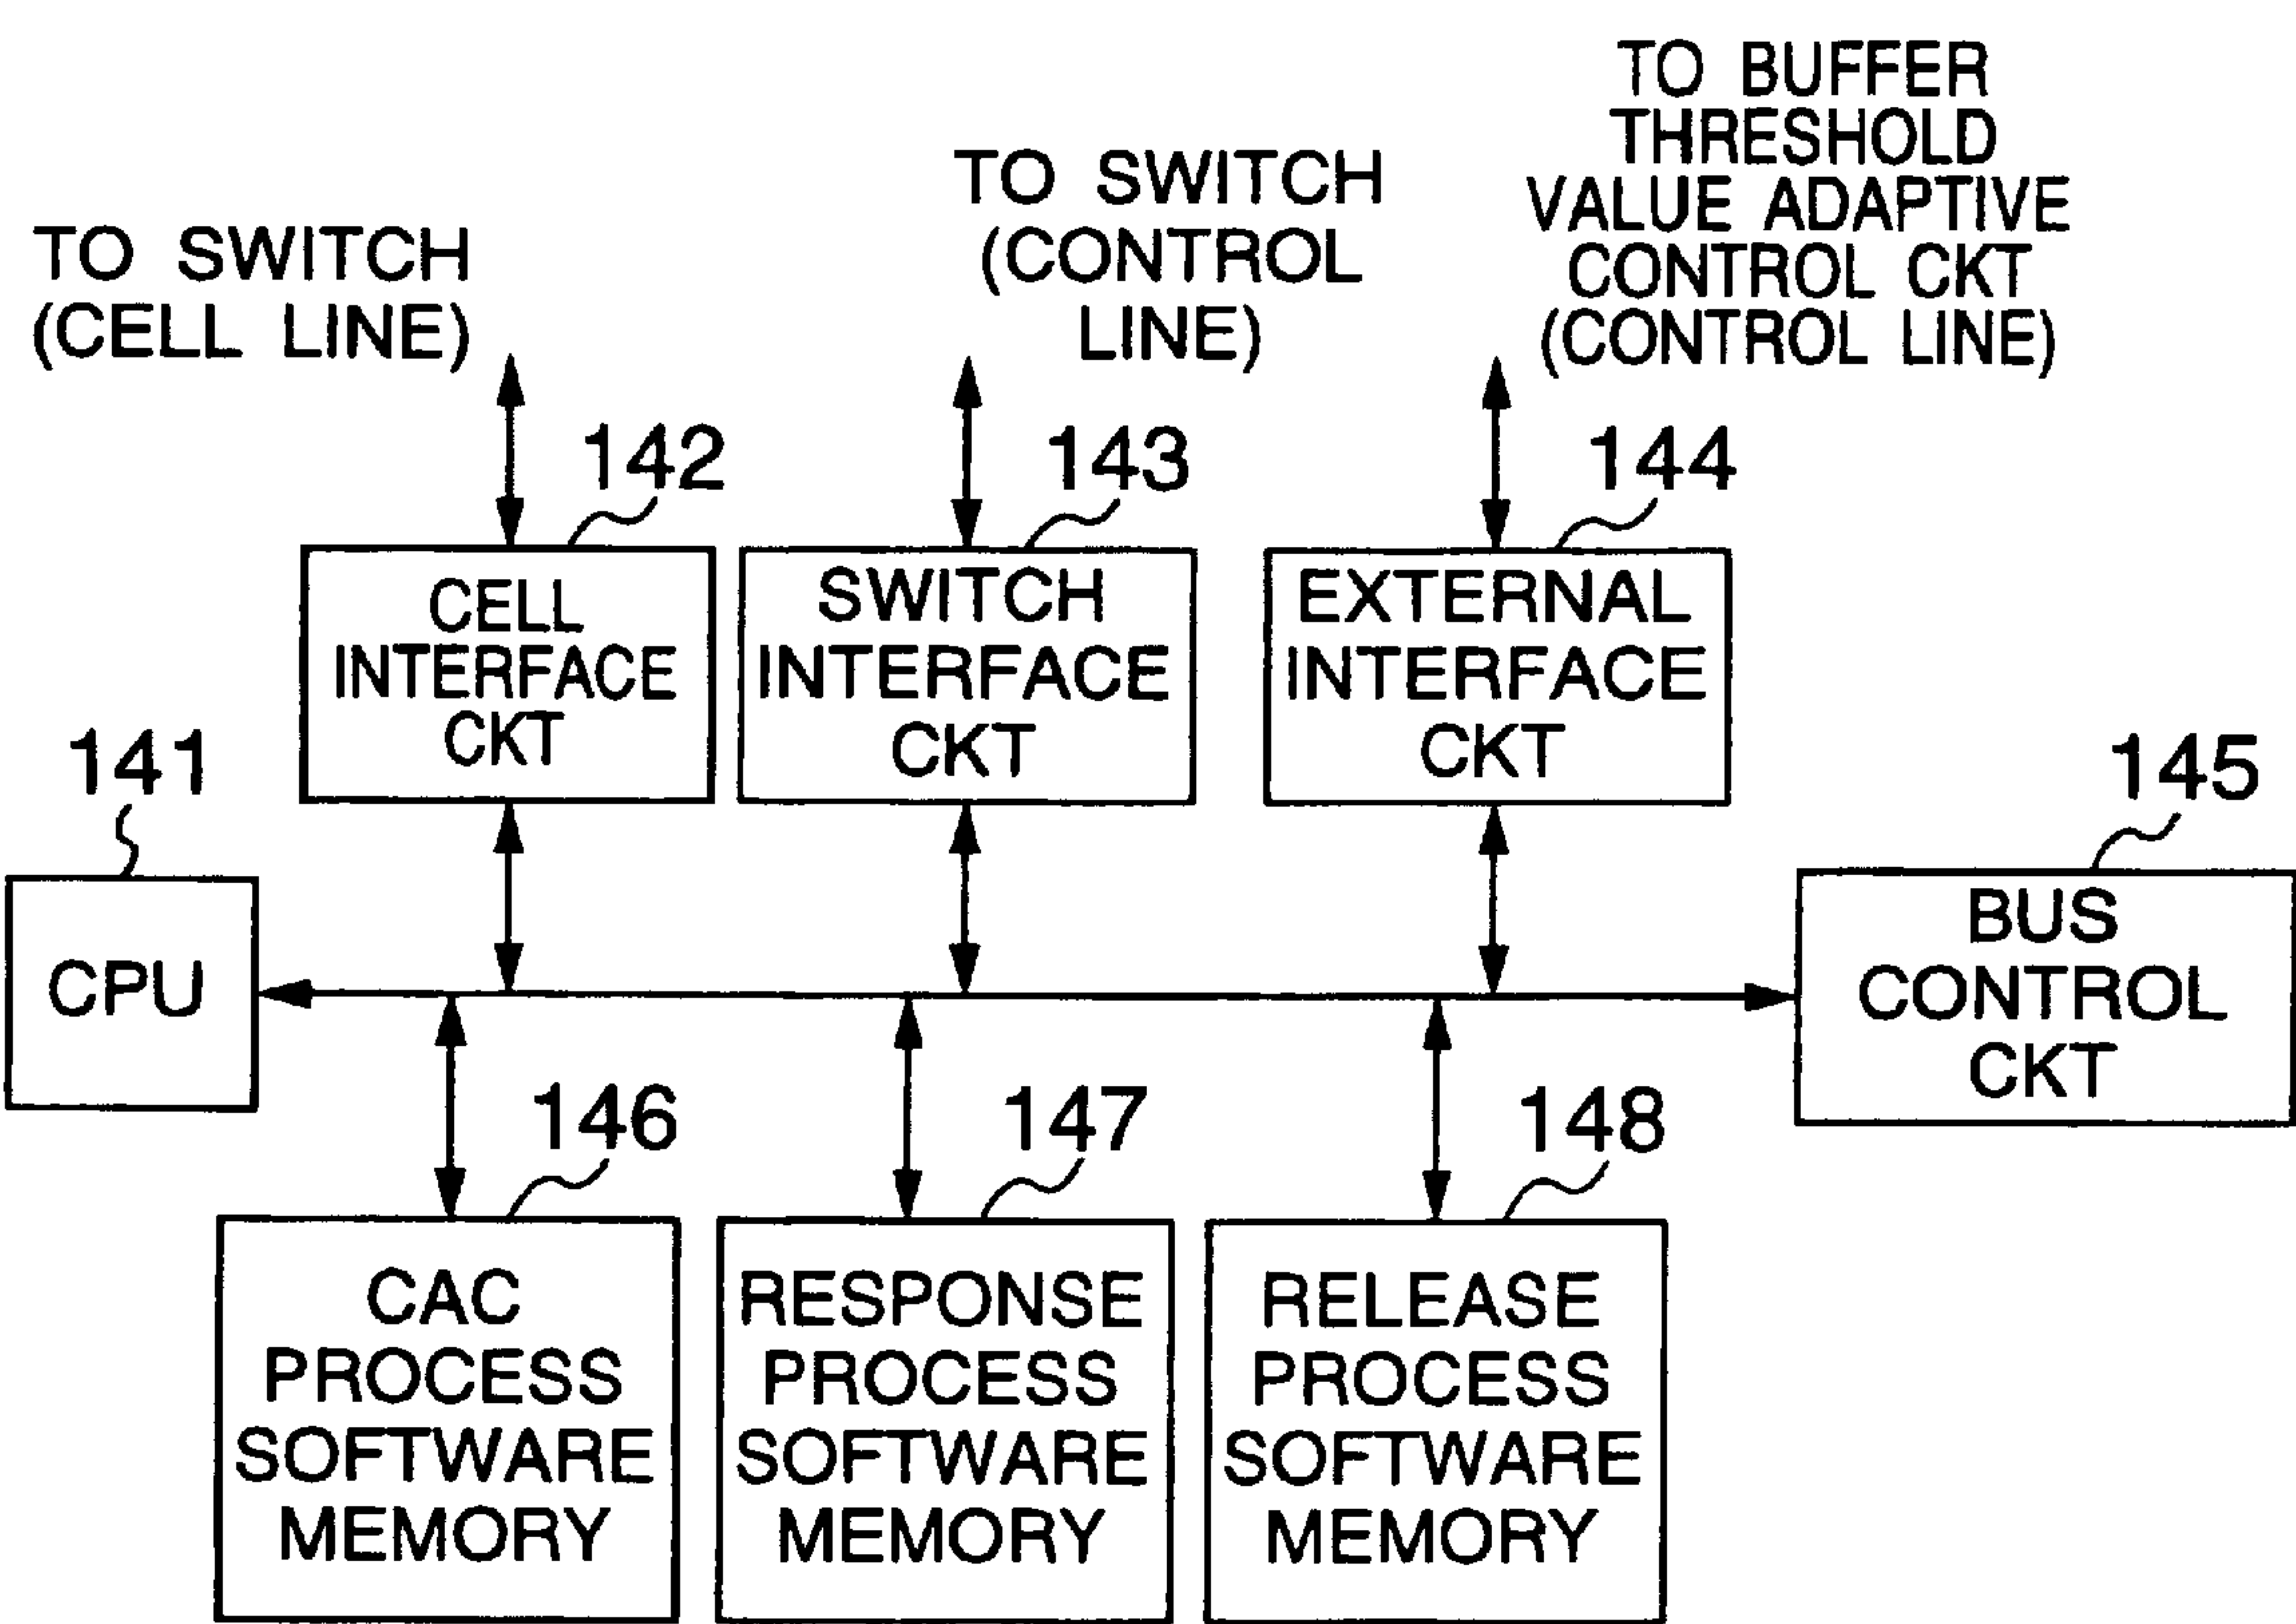 TO SWITCH
(CELL LINE)
TO SWITCH
(CONTROL
LINE)
TO BUFFER
THRESHOLD
VALUE ADAPTIVE
CONTROL CKT
(CONTROL LINE)
142
143
144
CELL
INTERFACE
CKT
SWITCH
INTERFACE
CKT
EXTERNAL
INTERFACE
CKT
141
145
CPU
BUS
CONTROL
CKT
146
147
148
CAC
PROCESS
SOFTWARE
MEMORY
RESPONSE
PROCESS
SOFTWARE
MEMORY
RELEASE
PROCESS
SOFTWARE
MEMORY